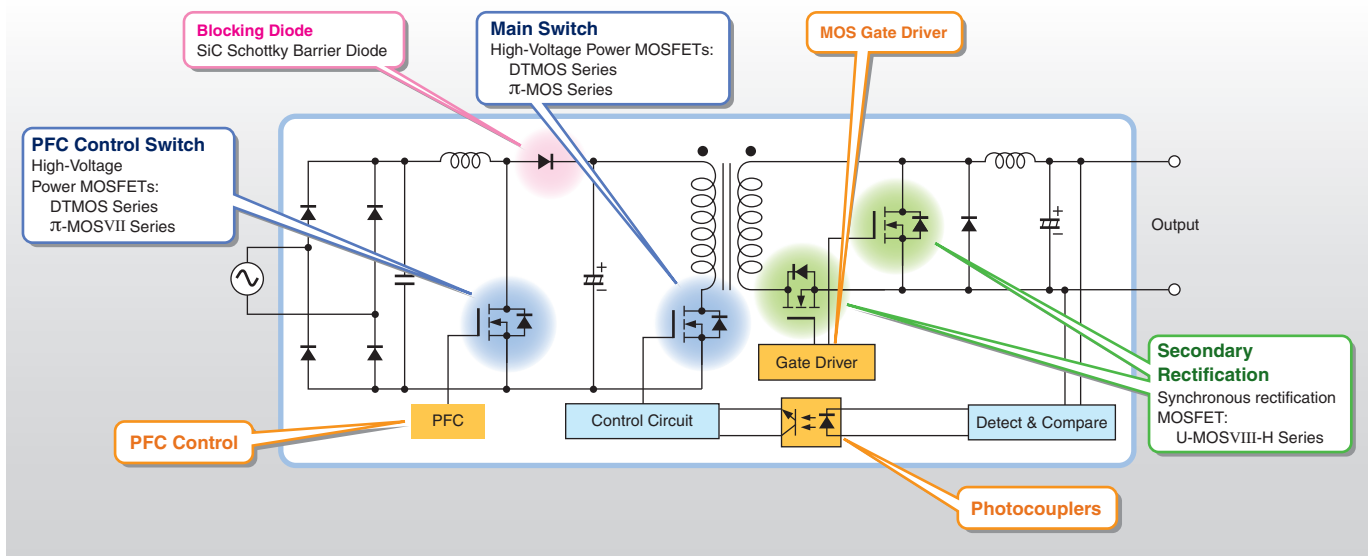 Blocking Diode
SiC Schottky Barrier Diode
Main Switch
High-Voltage Power MOSFETs:
DTMOS Series
π-MOS Series
MOS Gate Driver
PFC Control Switch
High-Voltage
Power MOSFETs:
DTMOS Series
π-MOSVII Series
+
−
+
−
Output
Gate Driver
Secondary
Rectification
Synchronous rectification
MOSFET:
U-MOSVIII-H Series
PFC
Control Circuit
Detect & Compare
PFC Control
Photocouplers